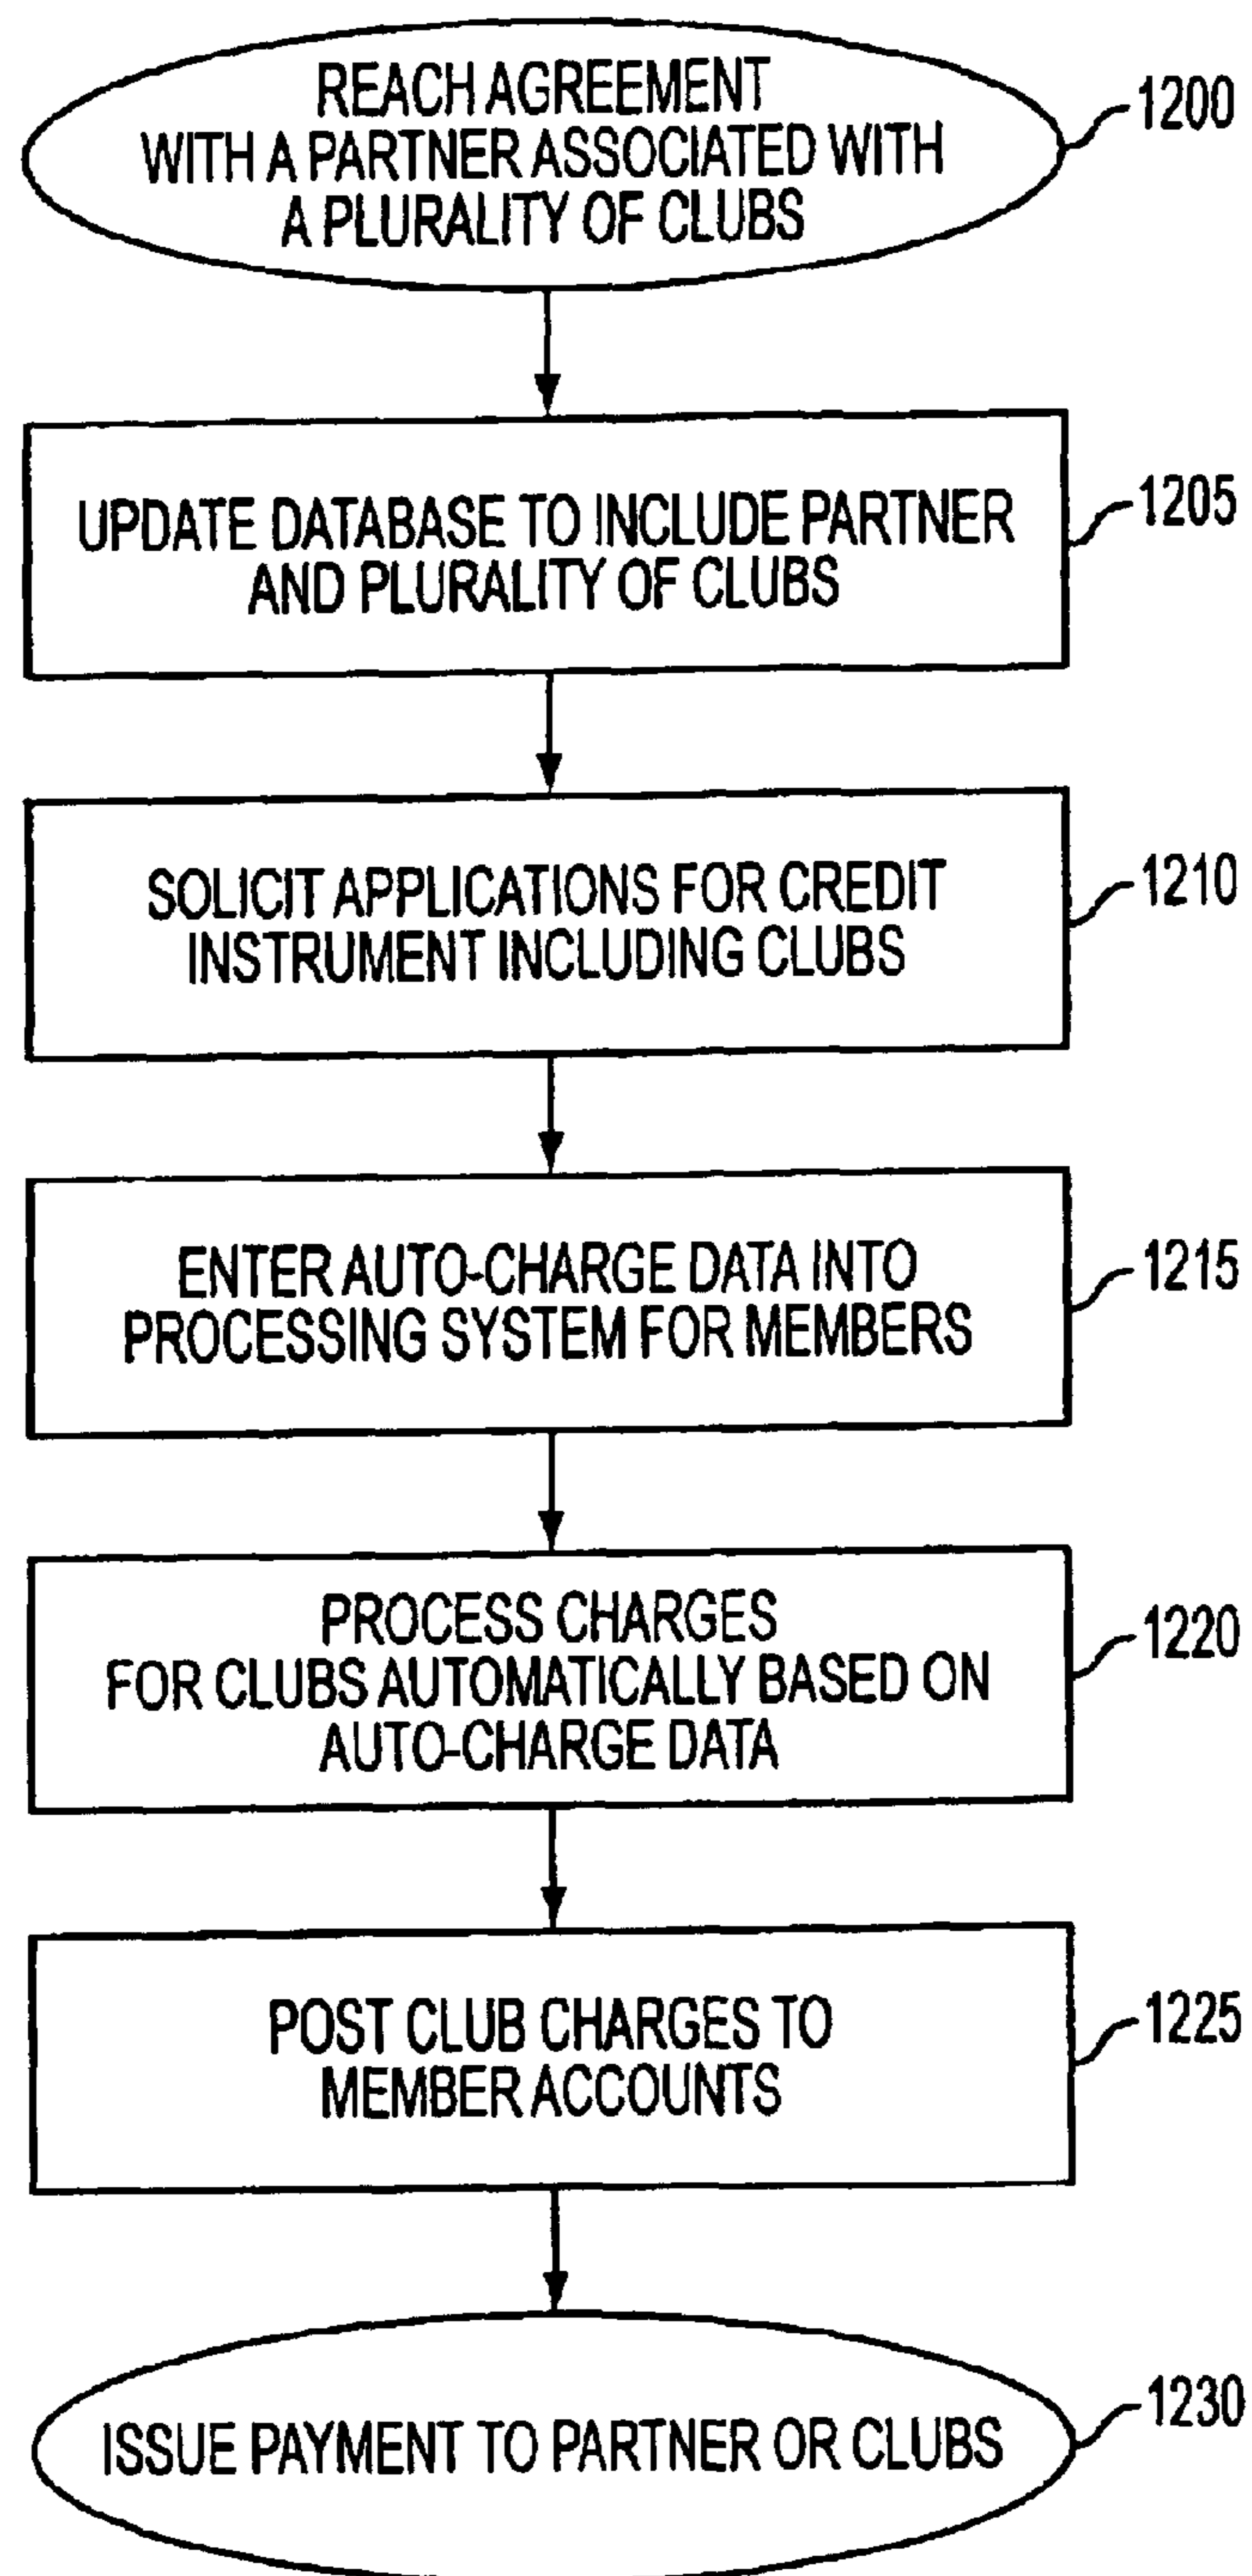 REACH AGREEMENT
WITH A PARTNER ASSOCIATED WITH
A PLURALITY OF CLUBS
1200
UPDATE DATABASE TO INCLUDE PARTNER
AND PLURALITY OF CLUBS
1205
SOLICIT APPLICATIONS FOR CREDIT
INSTRUMENT INCLUDING CLUBS
1210
ENTER AUTO-CHARGE DATA INTO
PROCESSING SYSTEM FOR MEMBERS
1215
PROCESS CHARGES
FOR CLUBS AUTOMATICALLY BASED ON
AUTO-CHARGE DATA
1220
POST CLUB CHARGES TO
MEMBER ACCOUNTS
1225
ISSUE PAYMENT TO PARTNER OR CLUBS
1230